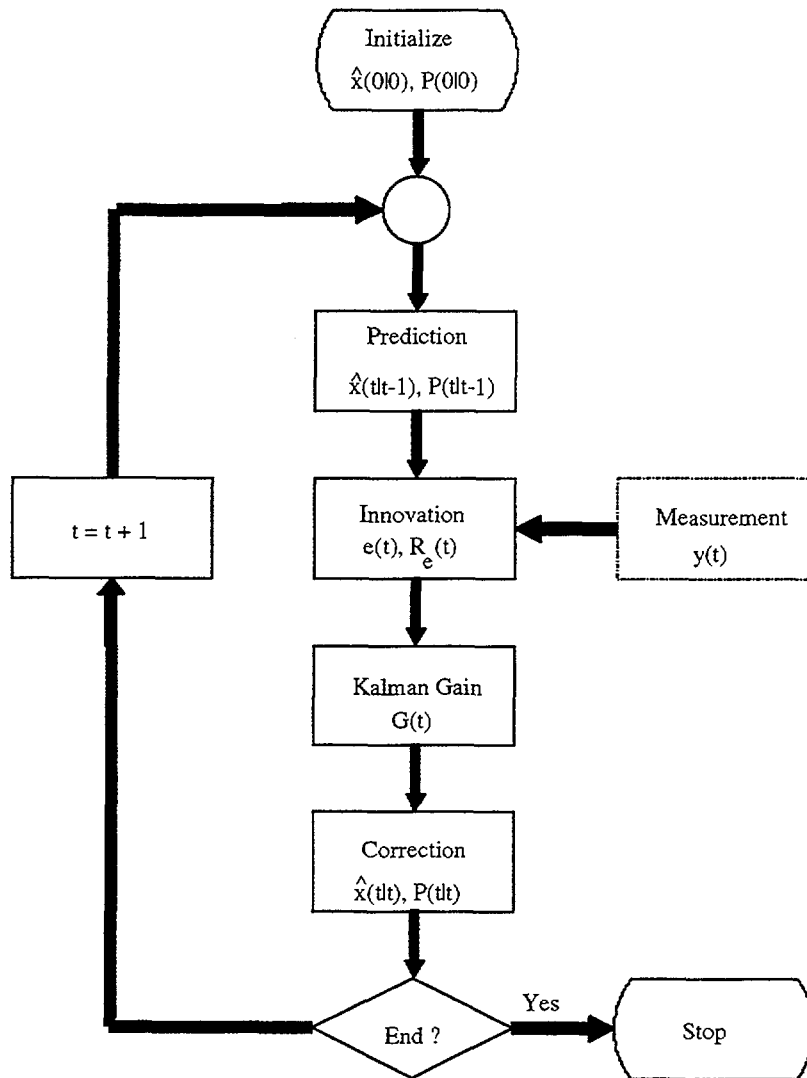 Initialize
x̂(0|0), P(0|0)
Prediction
x̂(t|t-1), P(t|t-1)
t = t + 1
Innovation
e(t), R_e(t)
Measurement
y(t)
Kalman Gain
G(t)
Correction
x̂(t|t), P(t|t)
End ?
Yes
Stop